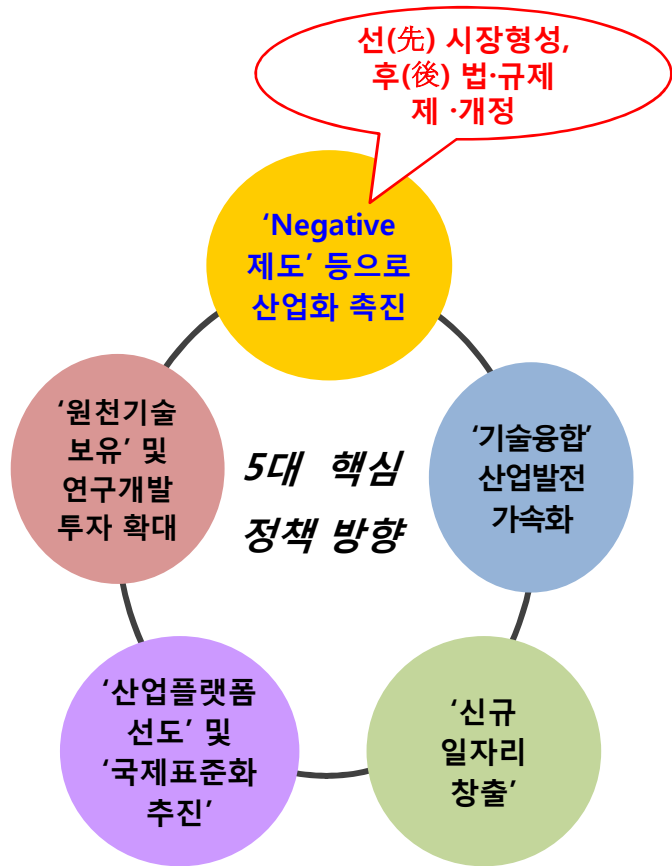 선(先) 시장형성,
후(後) 법·규제
제 ·개정
‘Negative
제도’ 등으로
산업화 촉진
‘원천기술
보유’ 및
연구개발
투자 확대
5대 핵심
정책 방향
‘기술융합’
산업발전
가속화
‘산업플랫폼
선도’ 및
‘국제표준화
추진’
‘신규
일자리
창출’